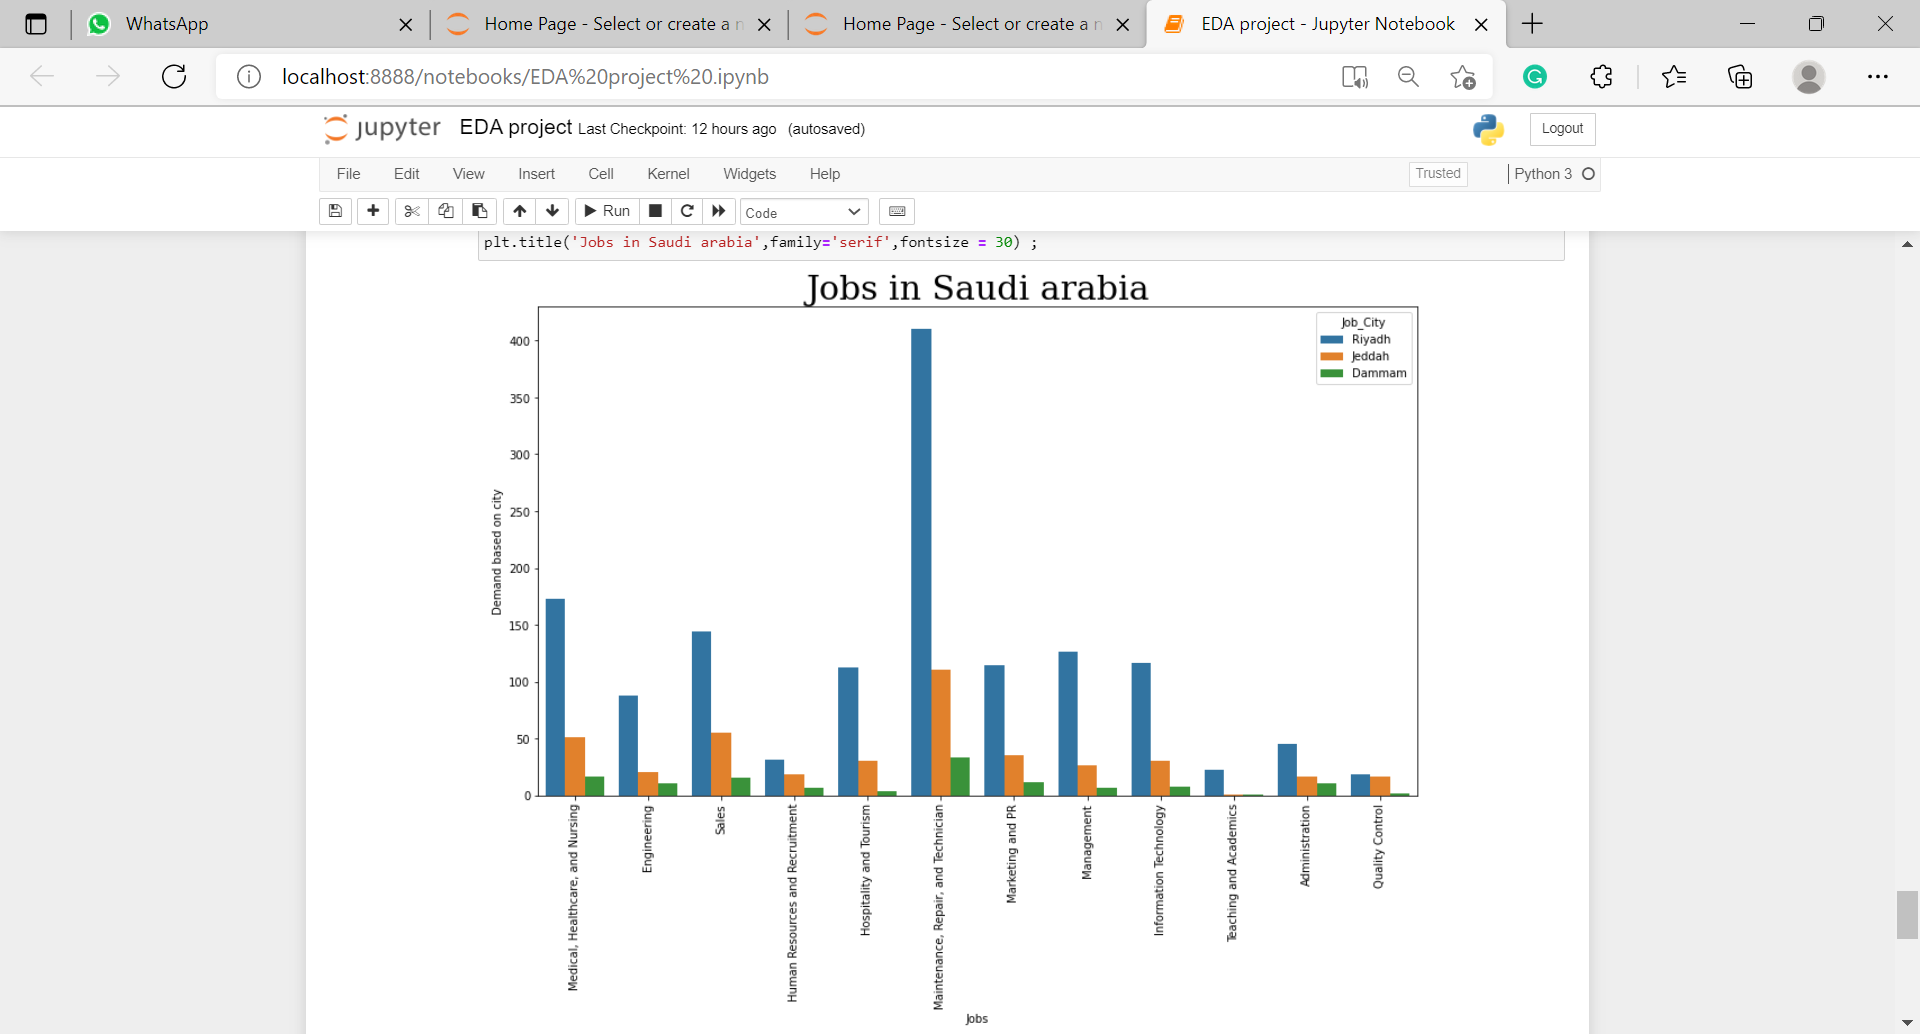 WhatsApp
Home Page - Select or create a n
Home Page - Select or create a n
EDA project - Jupyter Notebook
localhost:8888/notebooks/EDA%20project%20.ipynb
jupyter EDA project Last Checkpoint: 12 hours ago (autosaved)
Logout
File Edit View Insert Cell Kernel Widgets Help
Trusted
Python 3
Run
Code
plt.title('Jobs in Saudi arabia',family='serif',fontsize = 30) ;
Jobs in Saudi arabia
Job_City
Riyadh
Jeddah
Dammam
Demand based on city
400
350
300
250
200
150
100
50
0
Medical, Healthcare, and Nursing
Engineering
Sales
Human Resources and Recruitment
Hospitality and Tourism
Maintenance, Repair, and Technician
Marketing and PR
Management
Information Technology
Teaching and Academics
Administration
Quality Control
Jobs